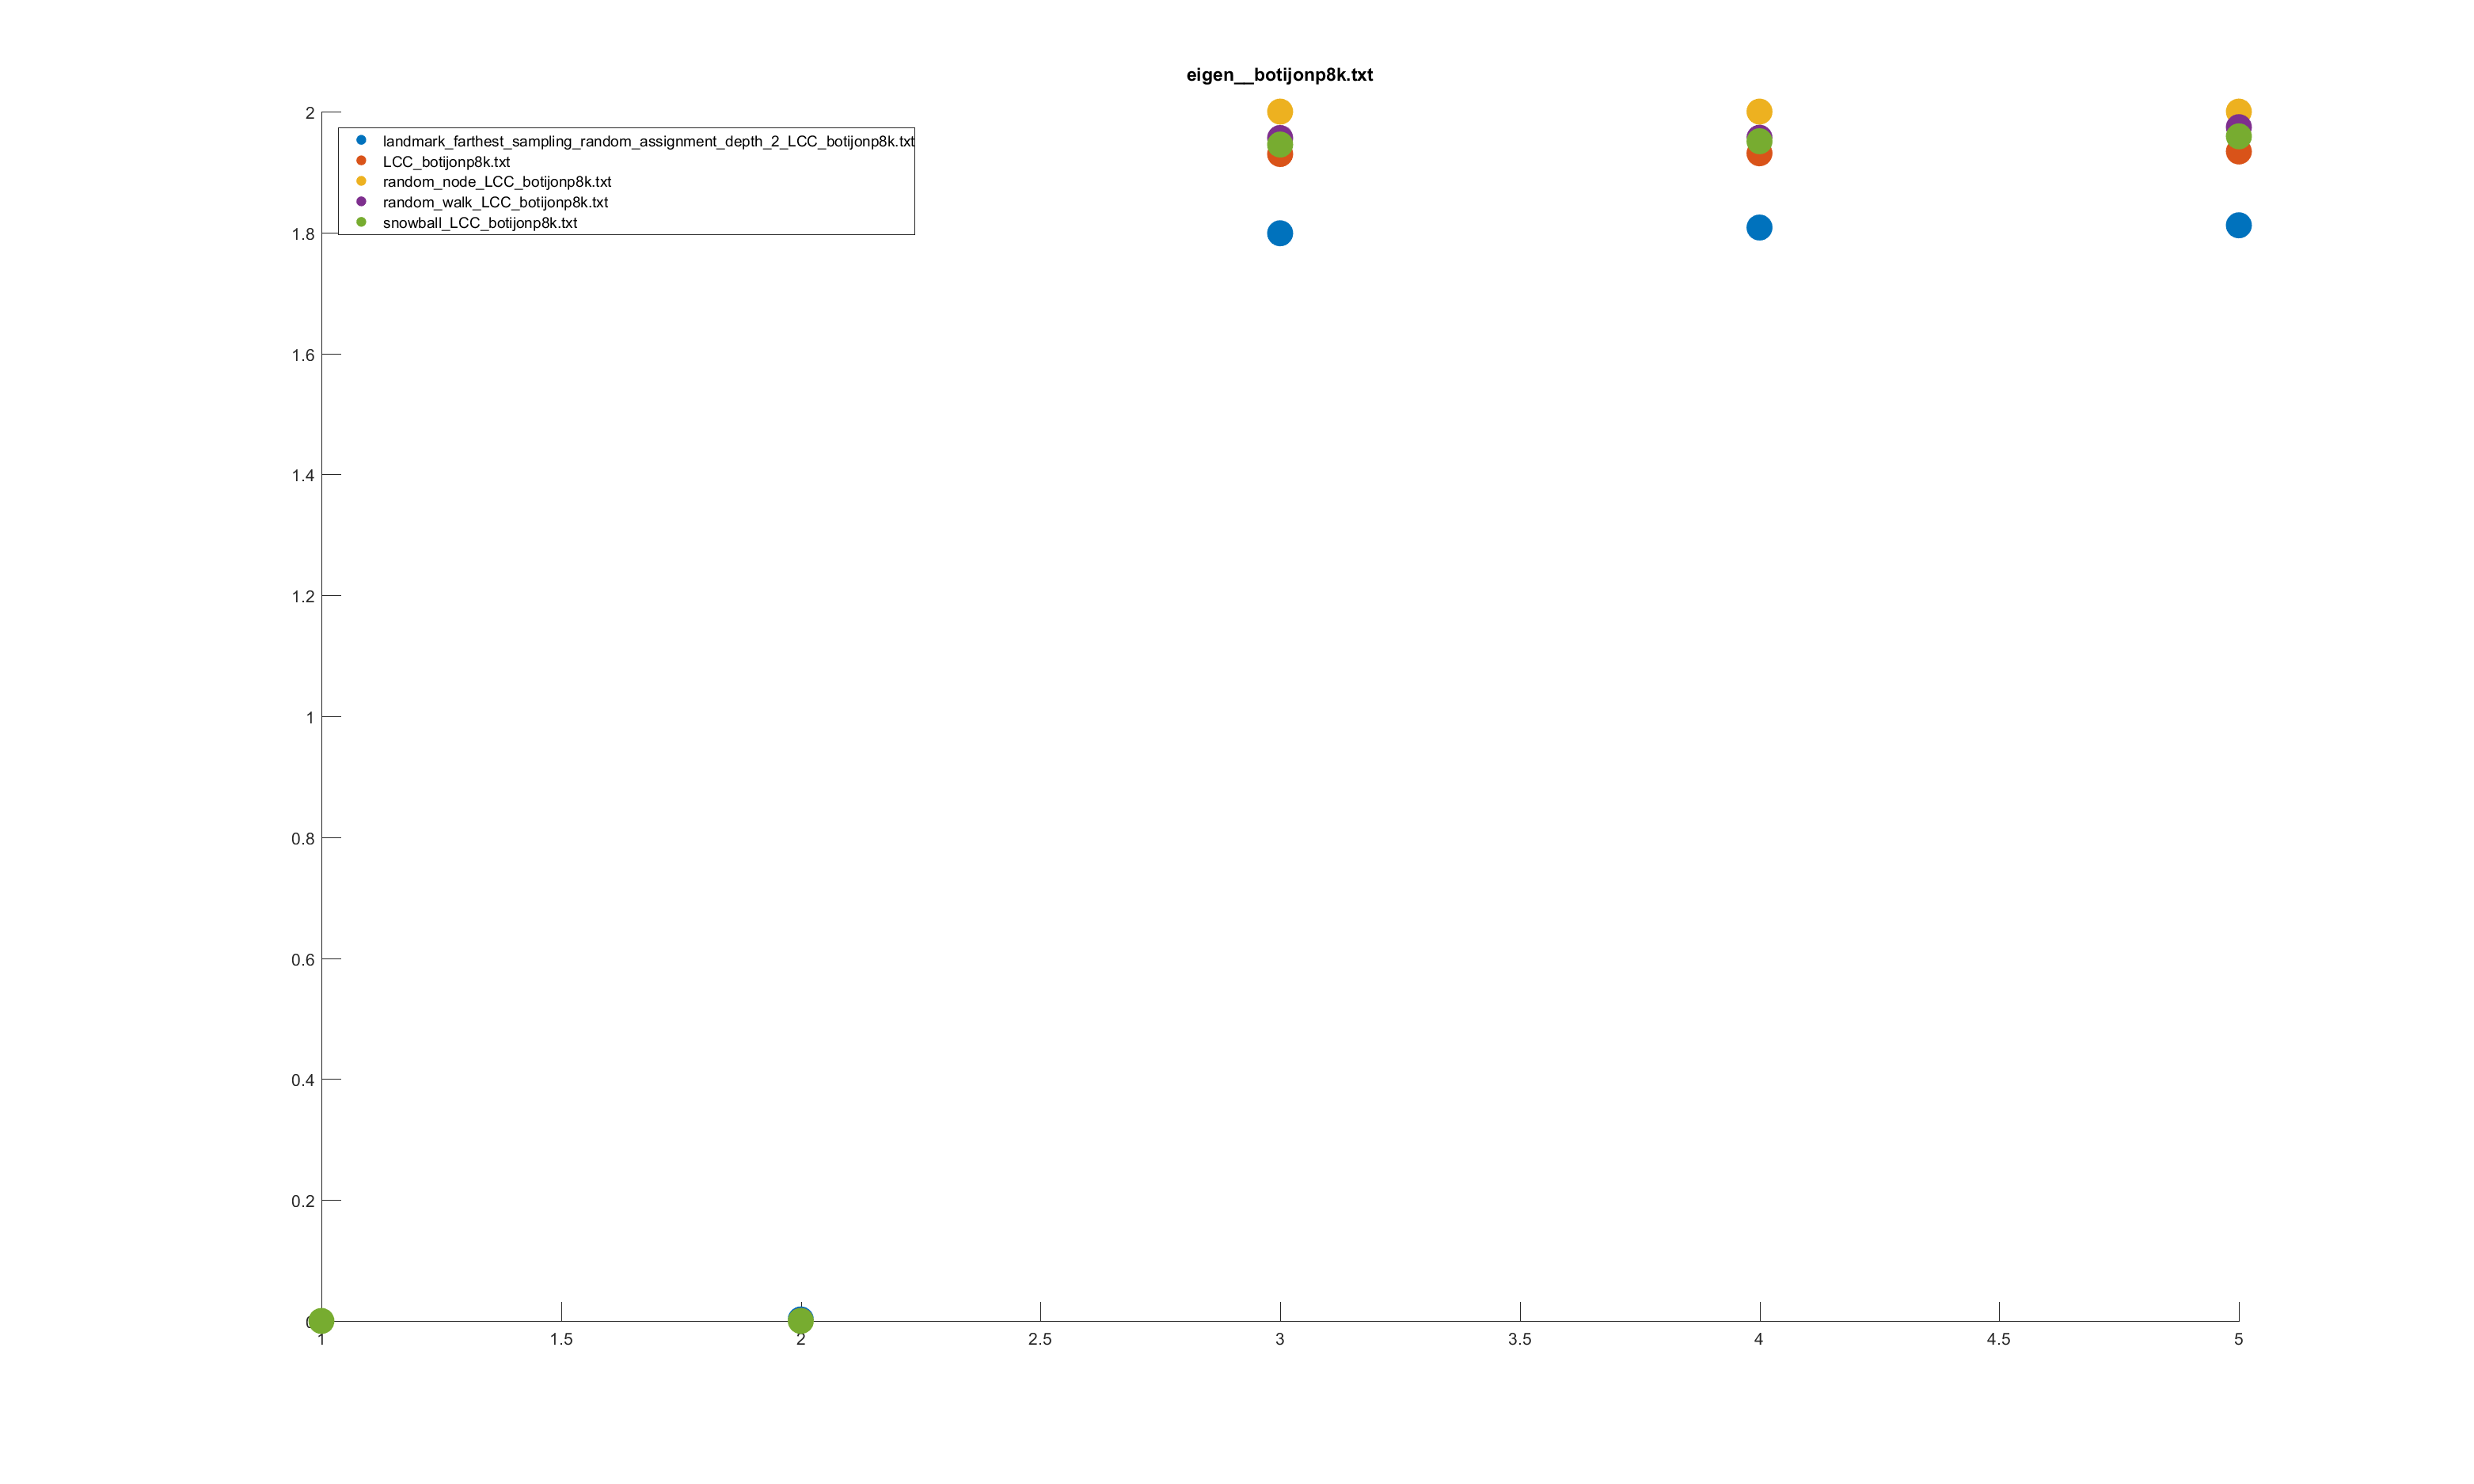 eigen__botijonp8k.txt
2
landmark_farthest_sampling_random_assignment_depth_2_LCC_botijonp8k.txt
LCC_botijonp8k.txt
random_node_LCC_botijonp8k.txt
random_walk_LCC_botijonp8k.txt
snowball_LCC_botijonp8k.txt
1.8
1.6
1.4
1.2
1
0.8
0.6
0.4
0.2
0
1 1.5 2 2.5 3 3.5 4 4.5 5